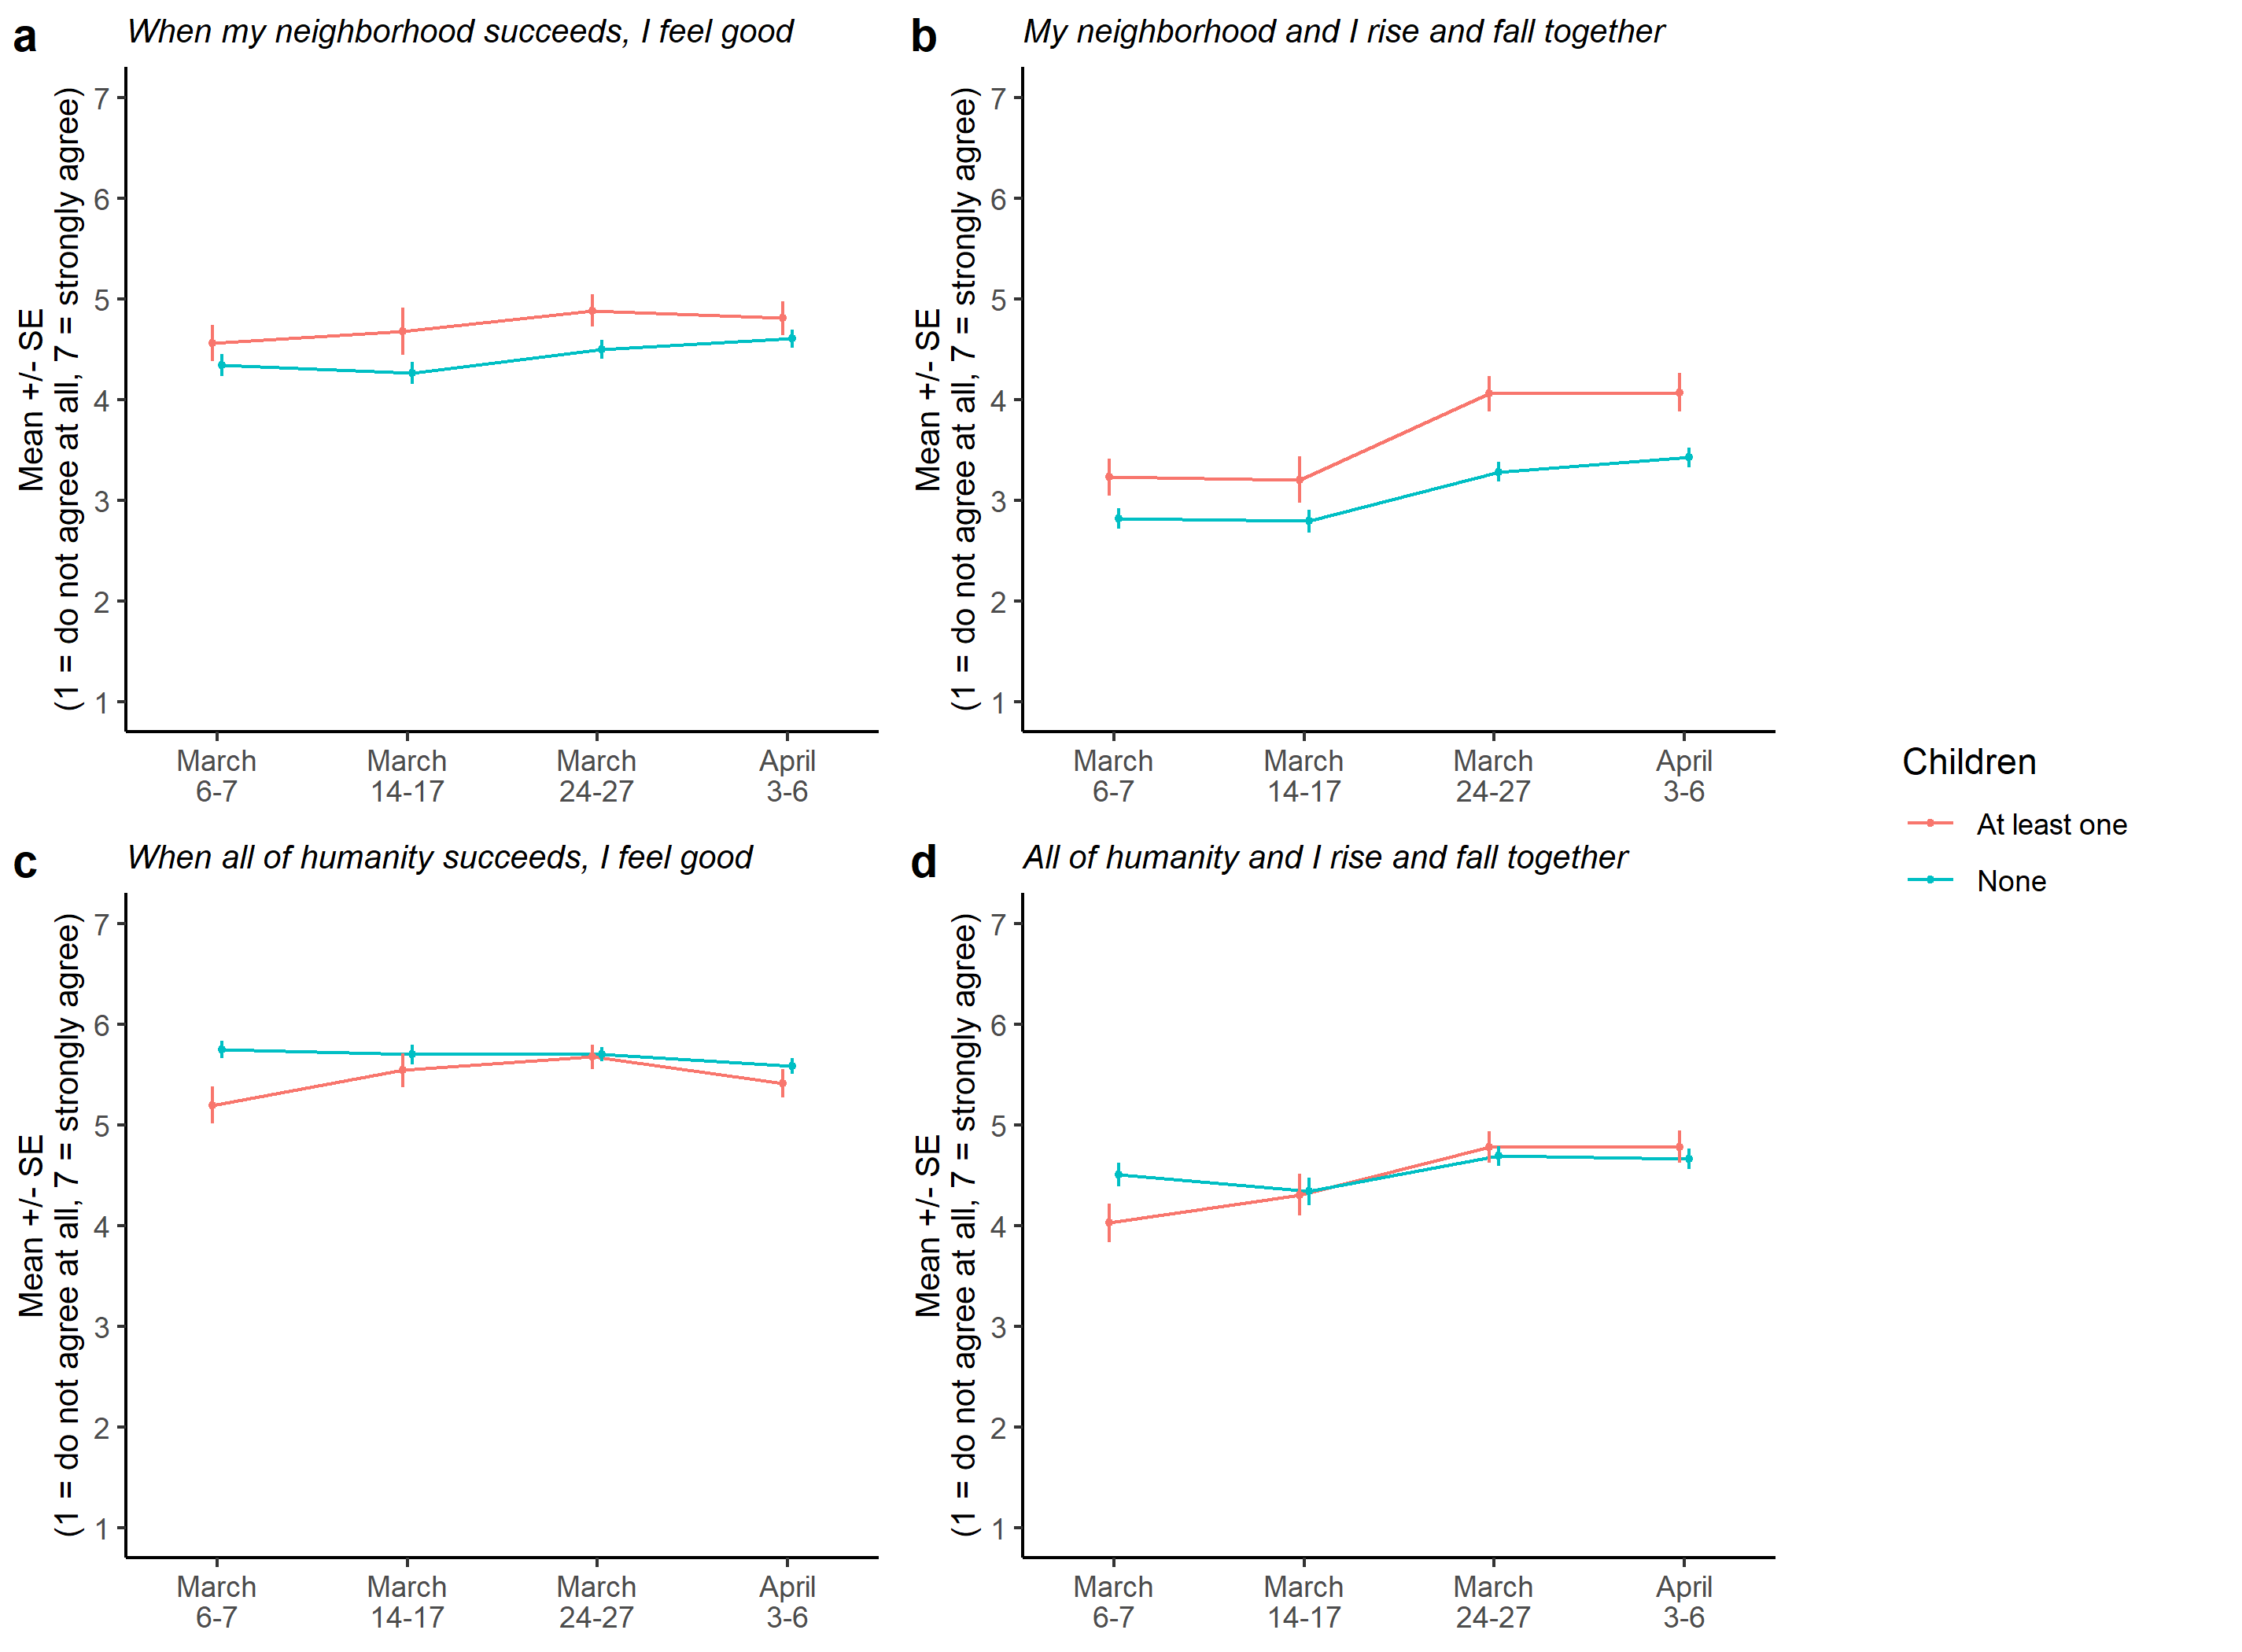 a
When my neighborhood succeeds, I feel good
Mean +/- SE
(1 = do not agree at all, 7 = strongly agree)
7
6
5
4
3
2
1
March
6-7
March
14-17
March
24-27
April
3-6
b
My neighborhood and I rise and fall together
Mean +/- SE
(1 = do not agree at all, 7 = strongly agree)
7
6
5
4
3
2
1
March
6-7
March
14-17
March
24-27
April
3-6
c
When all of humanity succeeds, I feel good
Mean +/- SE
(1 = do not agree at all, 7 = strongly agree)
7
6
5
4
3
2
1
March
6-7
March
14-17
March
24-27
April
3-6
d
All of humanity and I rise and fall together
Mean +/- SE
(1 = do not agree at all, 7 = strongly agree)
7
6
5
4
3
2
1
March
6-7
March
14-17
March
24-27
April
3-6
Children
At least one
None